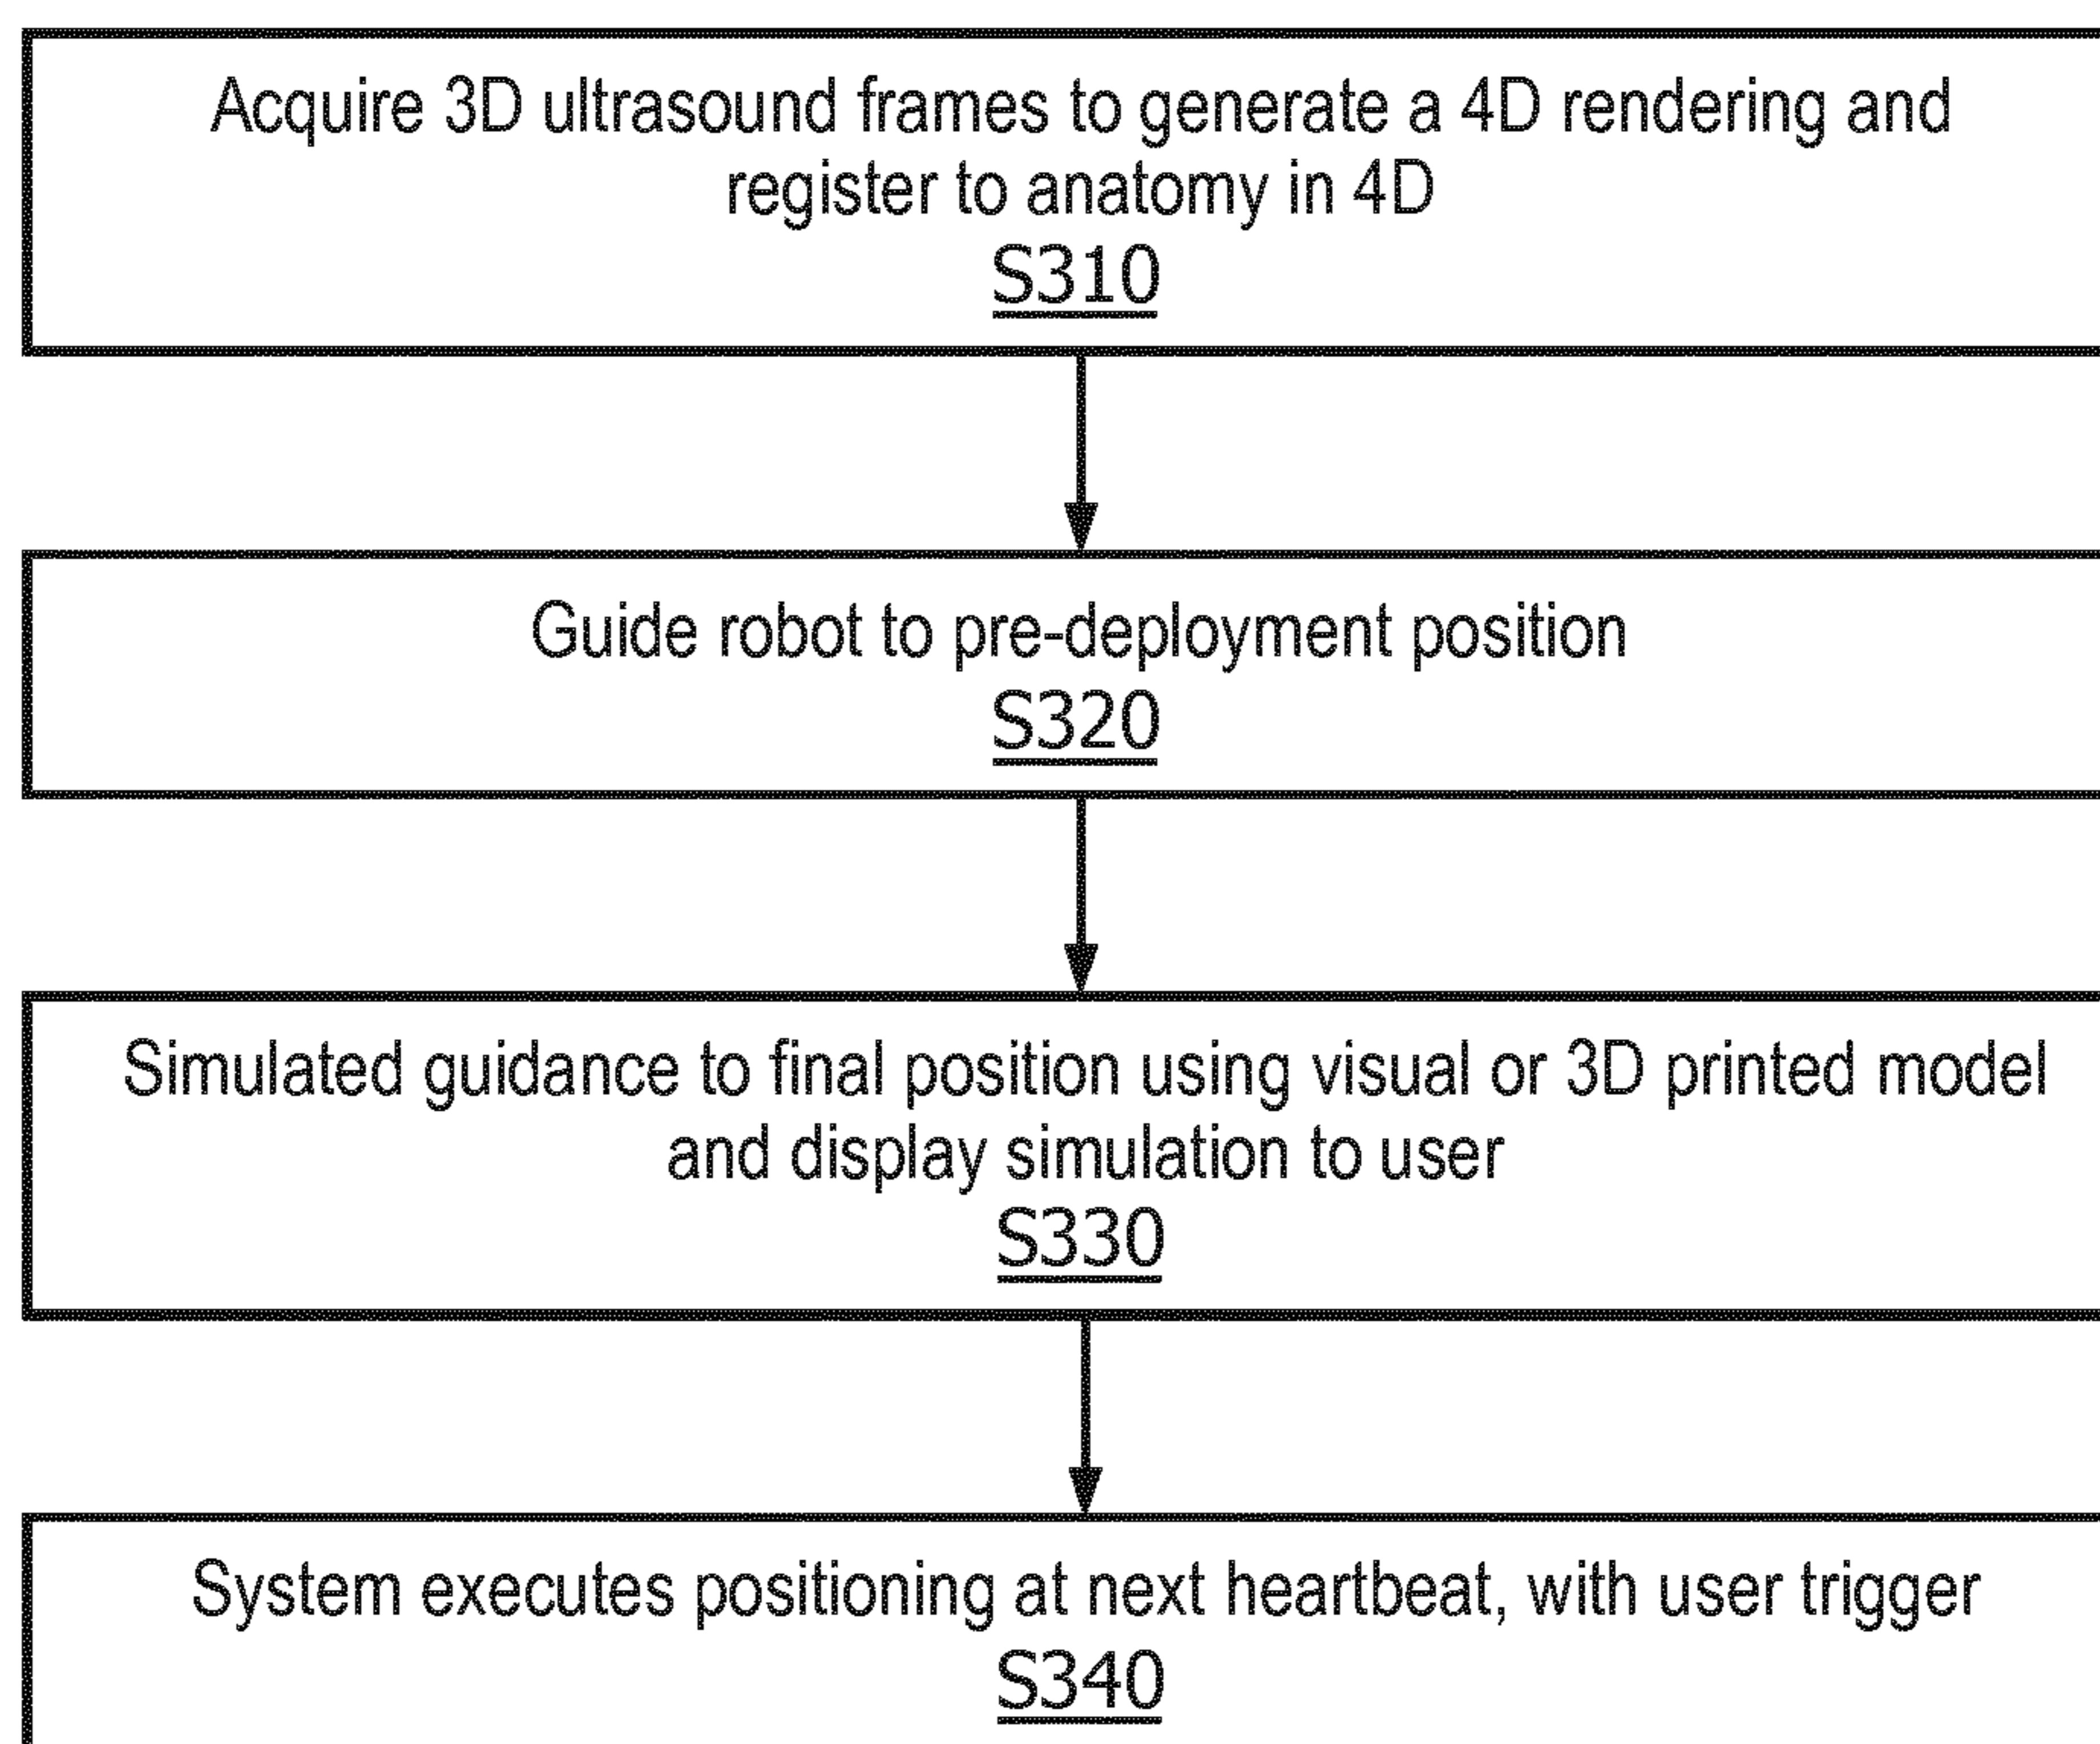 Acquire 3D ultrasound frames to generate a 4D rendering and
register to anatomy in 4D
S310
Guide robot to pre-deployment position
S320
Simulated guidance to final position using visual or 3D printed model
and display simulation to user
S330
System executes positioning at next heartbeat, with user trigger
S340